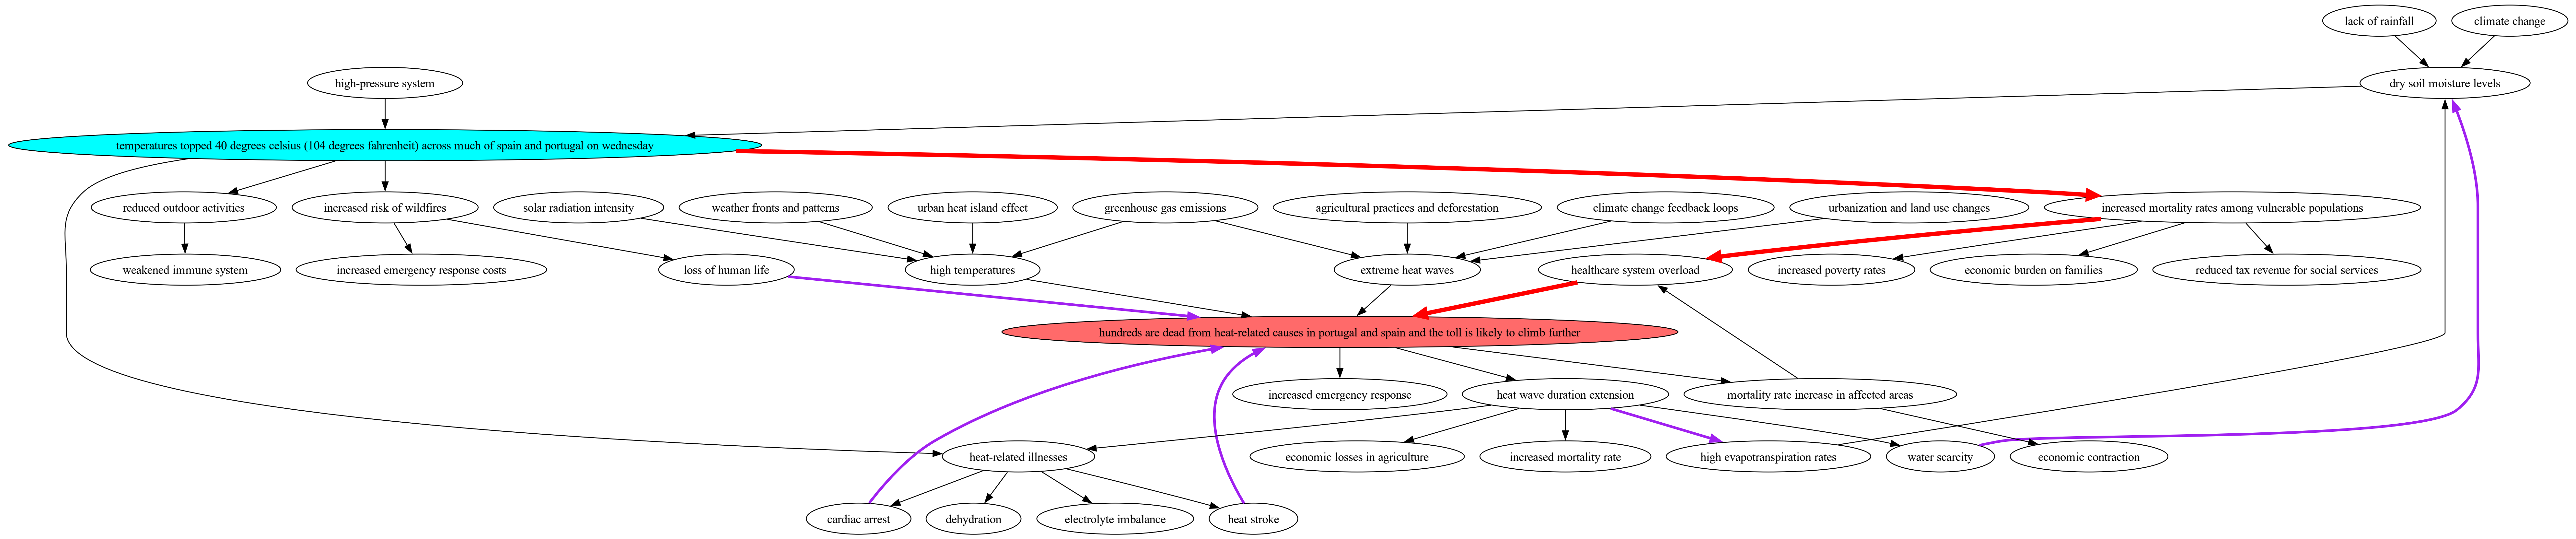 lack of rainfall
climate change
high-pressure system
dry soil moisture levels
temperatures topped 40 degrees celsius (104 degrees fahrenheit) across much of spain and portugal on wednesday
reduced outdoor activities
increased risk of wildfires
solar radiation intensity
weather fronts and patterns
urban heat island effect
greenhouse gas emissions
agricultural practices and deforestation
climate change feedback loops
urbanization and land use changes
increased mortality rates among vulnerable populations
weakened immune system
increased emergency response costs
loss of human life
high temperatures
extreme heat waves
healthcare system overload
increased poverty rates
economic burden on families
reduced tax revenue for social services
hundreds are dead from heat-related causes in portugal and spain and the toll is likely to climb further
increased emergency response
heat wave duration extension
mortality rate increase in affected areas
heat-related illnesses
economic losses in agriculture
increased mortality rate
high evapotranspiration rates
water scarcity
economic contraction
cardiac arrest
dehydration
electrolyte imbalance
heat stroke